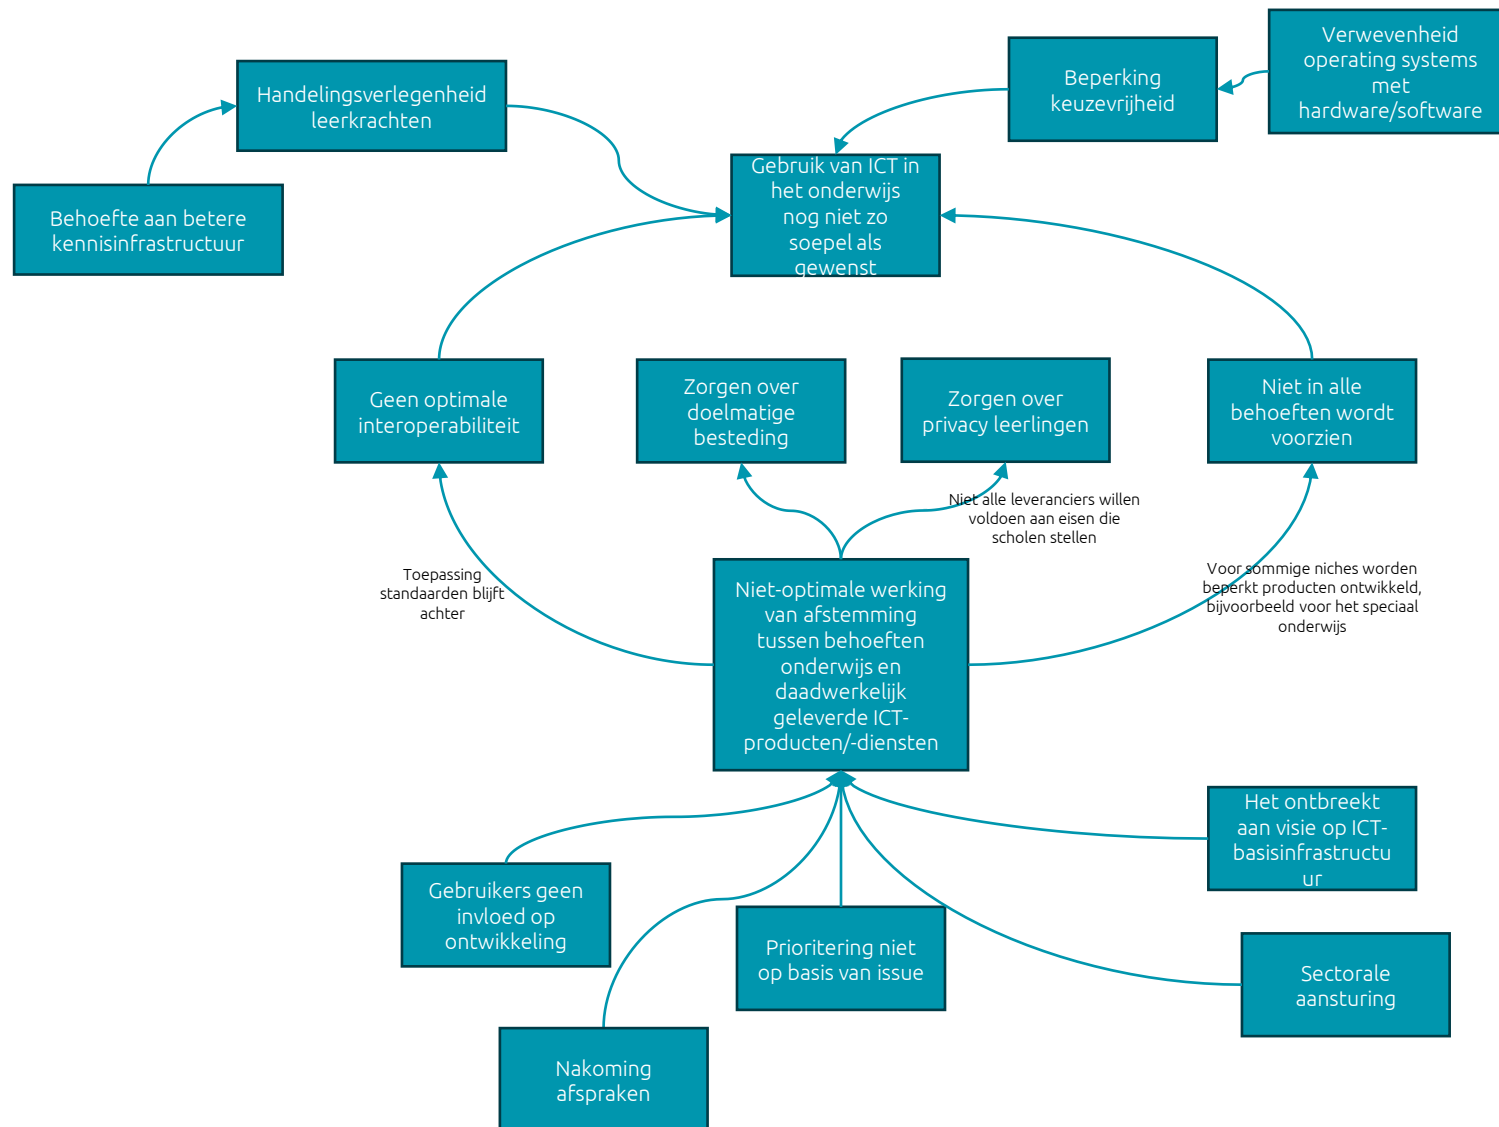 Verwevenheid
operating systems
met
hardware/software
Beperking
keuzevrijheid
Handelingsverlegenheid
leerkrachten
Gebruik van ICT in
het onderwijs
nog niet zo
soepel als
gewenst
Behoefte aan betere
kennisinfrastructuur
Geen optimale
interoperabiliteit
Zorgen over
doelmatige
besteding
Zorgen over
privacy leerlingen
Niet in alle
behoeften wordt
voorzien
Niet alle leveranciers willen
voldoen aan eisen die
scholen stellen
Toepassing
standaarden blijft
achter
Voor sommige niches worden
beperkt producten ontwikkeld,
bijvoorbeeld voor het speciaal
onderwijs
Niet-optimale werking
van afstemming
tussen behoeften
onderwijs en
daadwerkelijk
geleverde ICT-
producten/-diensten
Het ontbreekt
aan visie op ICT-
basisinfrastructu
ur
Gebruikers geen
invloed op
ontwikkeling
Prioritering niet
op basis van issue
Sectorale
aansturing
Nakoming
afspraken